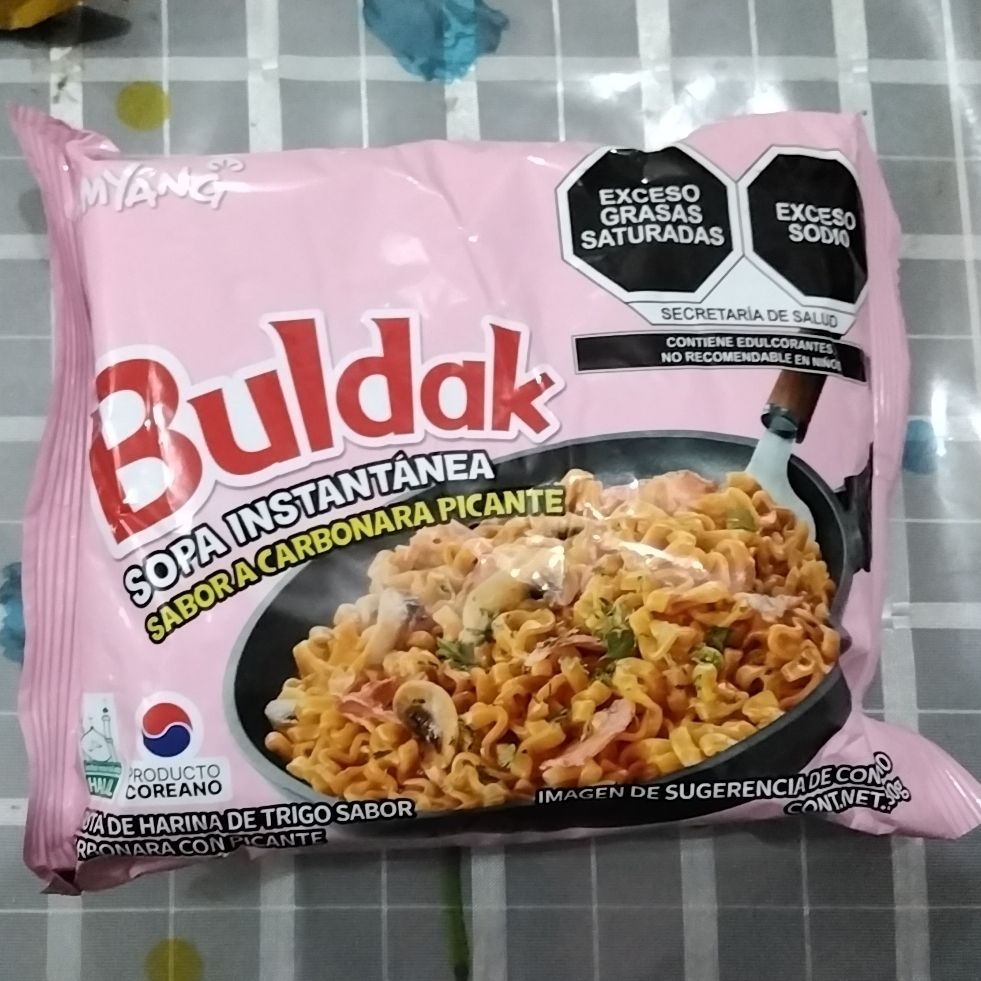 MYANG
EXCESO
GRASAS
SATURADAS
EXCESO
SODIO
SECRETARÍA DE SALUD
CONTIENE EDULCORANTES
NO RECOMENDABLE EN NIÑOS
Buldak
SOPA INSTANTÁNEA
SABOR A CARBONARA PICANTE
HALAL
PRODUCTO
COREANO
DE HARINA DE TRIGO SABOR
CON PICANTE
IMAGEN DE SUGERENCIA DE
CONT.NET.